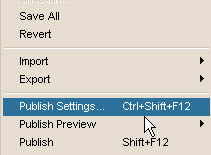 Save All
Revert
Import
Export
Publish Settings... Ctrl+Shift+F12
Publish Preview
Publish Shift+F12